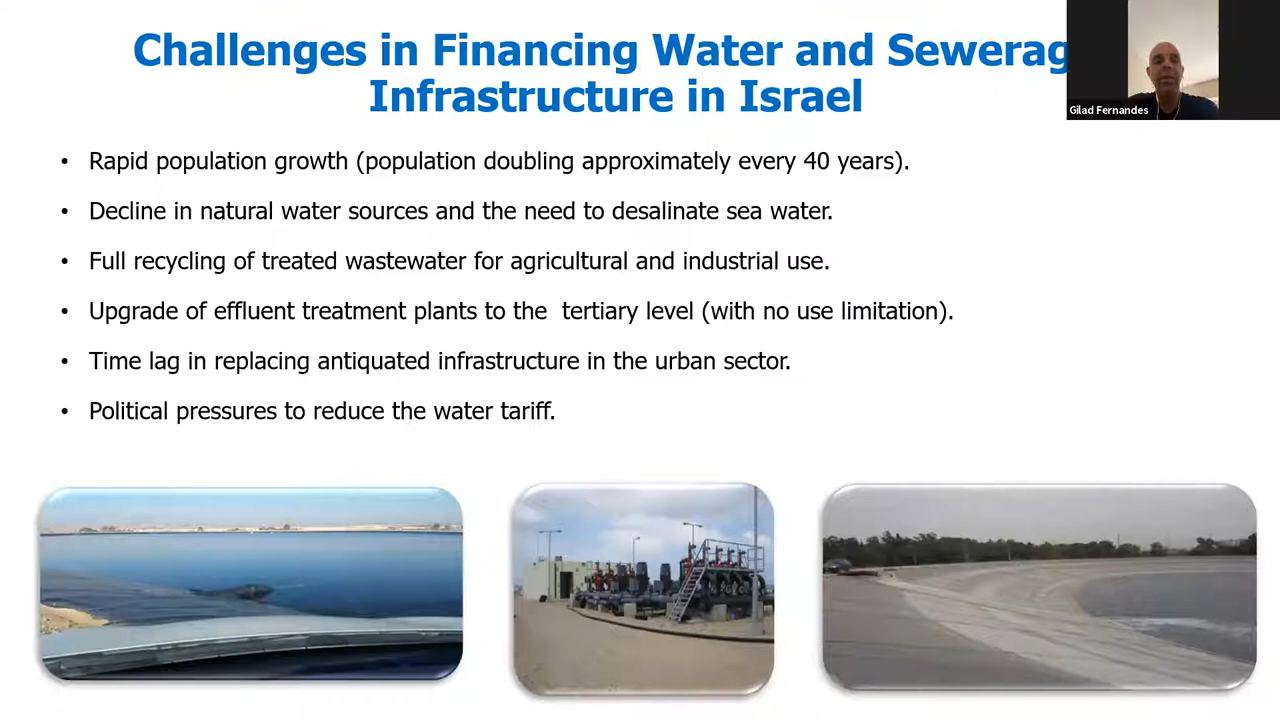 Challenges in Financing Water and Sewerag
Infrastructure in Israel
Gilad Fernandes
• Rapid population growth (population doubling approximately every 40 years).
• Decline in natural water sources and the need to desalinate sea water.
• Full recycling of treated wastewater for agricultural and industrial use.
• Upgrade of effluent treatment plants to the  tertiary level (with no use limitation).
• Time lag in replacing antiquated infrastructure in the urban sector.
• Political pressures to reduce the water tariff.